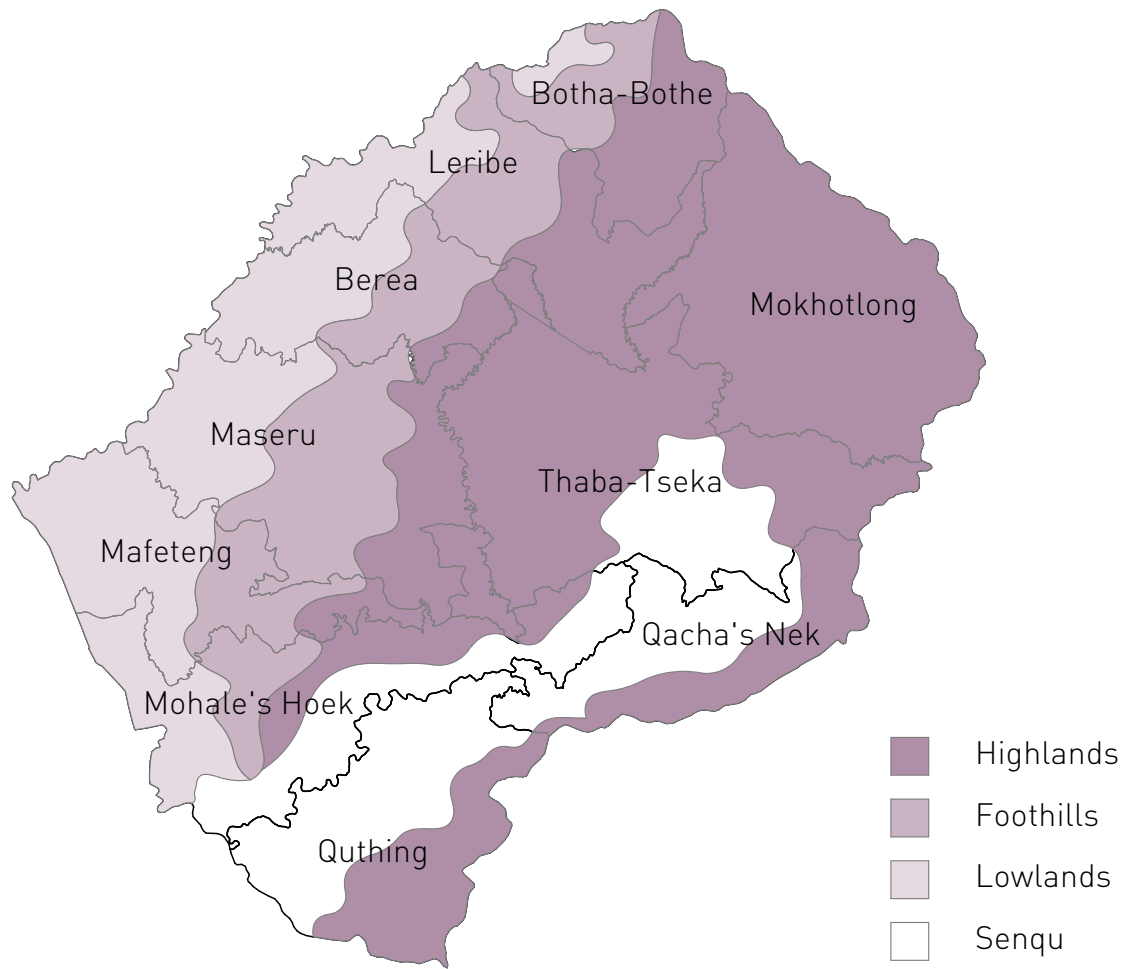 Botha-Bothe
Leribe
Berea
Mokhotlong
Maseru
Thaba-Tseka
Mafeteng
Qacha's Nek
Mohale's Hoek
Quthing
Highlands
Foothills
Lowlands
Senqu